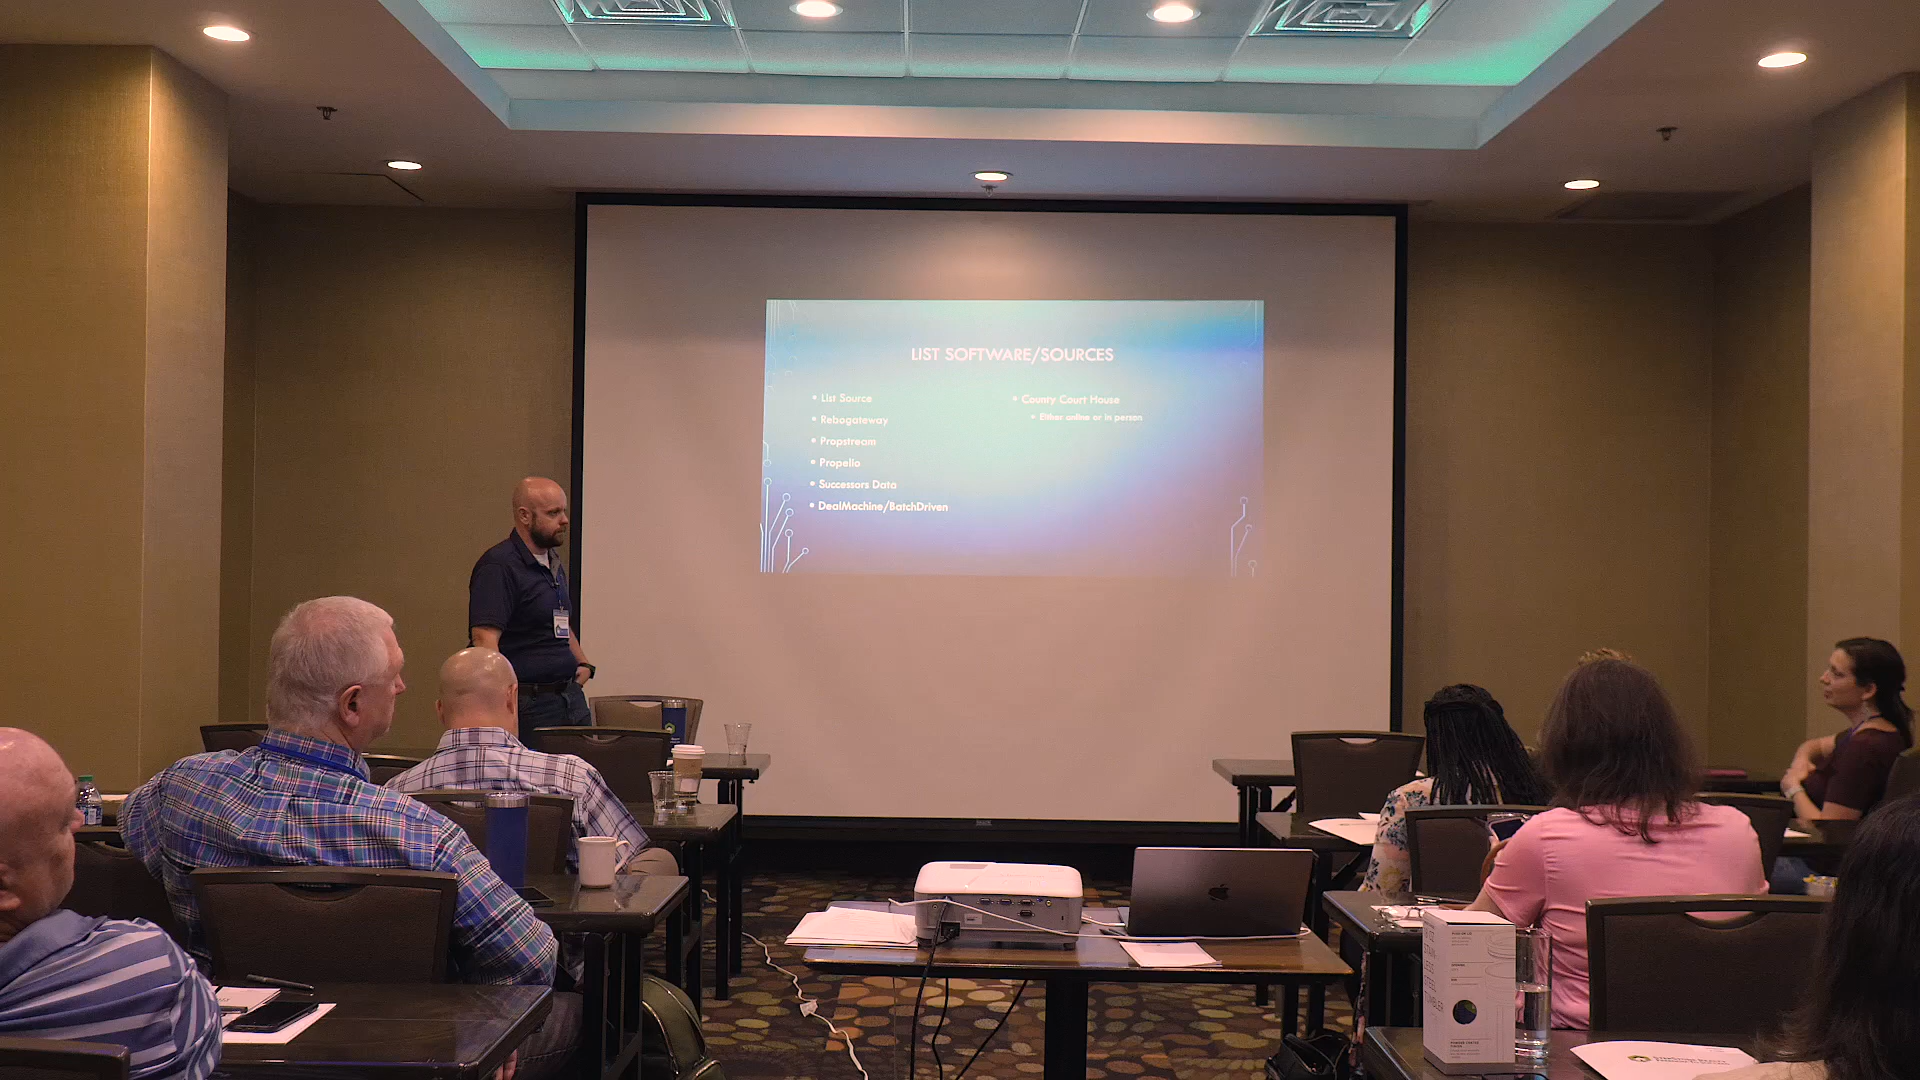 LIST SOFTWARE/SOURCES
• List Source
• Rebogateway
• Propstream
• Propelio
• Successors Data
• DealMachine/BatchDriven
• County Court House
• Either online or in person